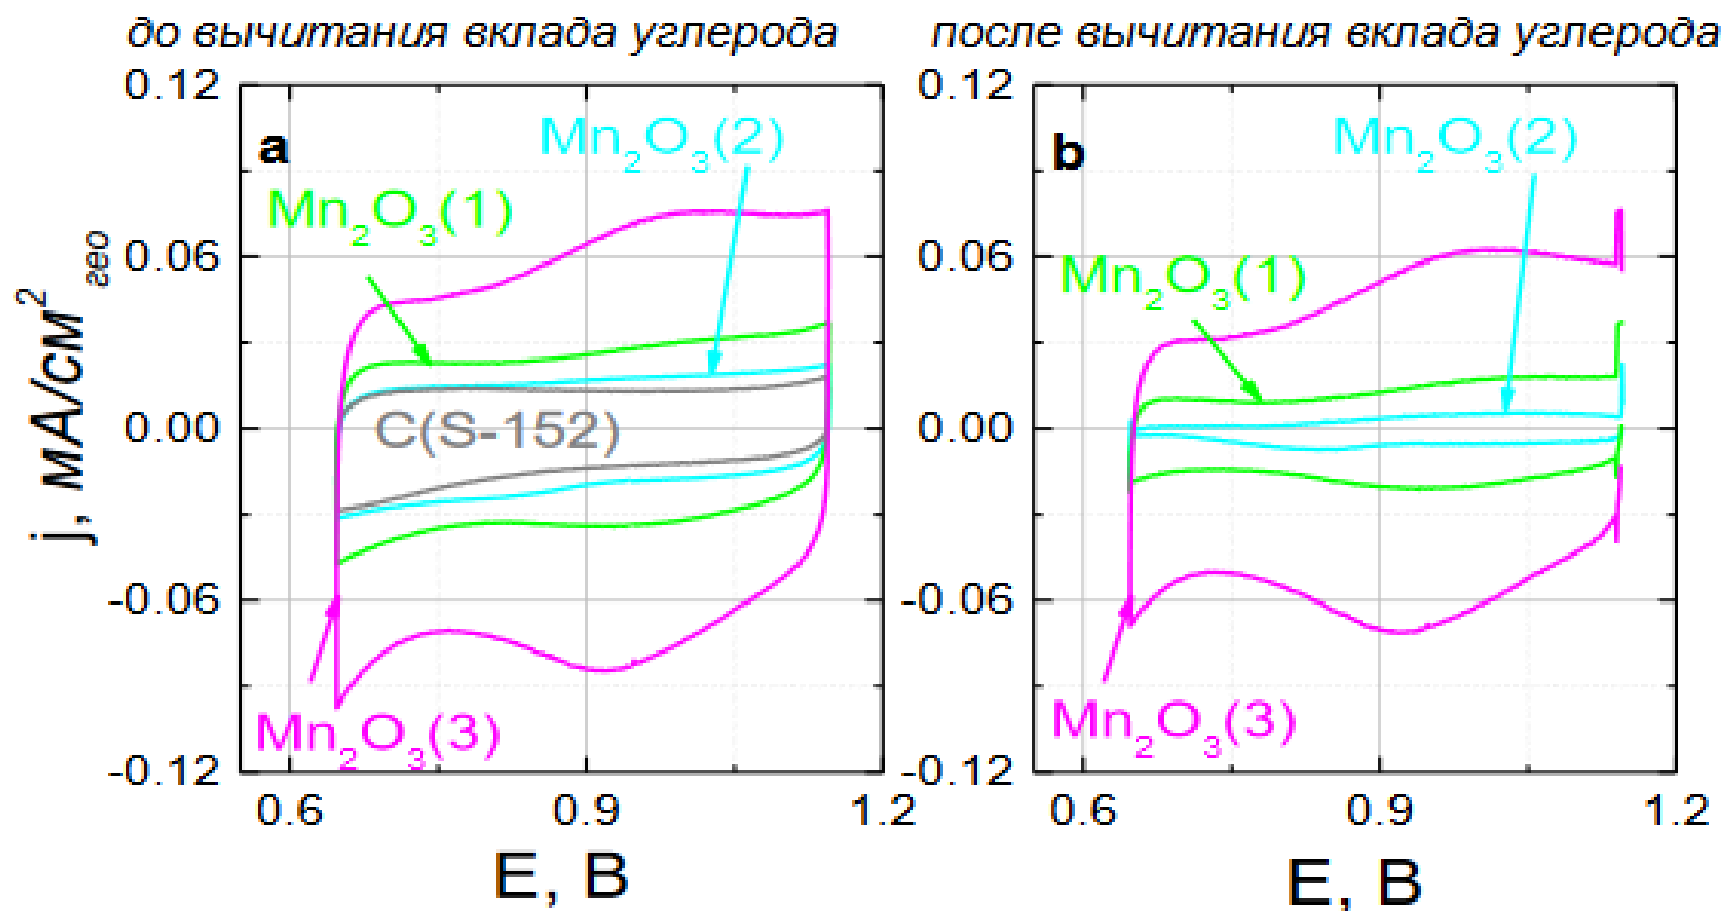 до вычитания вклада углерода
после вычитания вклада углерода
j, мА/см²гео
0.12
0.06
0.00
-0.06
-0.12
a
Mn₂O₃(2)
Mn₂O₃(1)
C(S-152)
Mn₂O₃(3)
0.6 0.9 1.2
E, В
0.12
0.06
0.00
-0.06
-0.12
b
Mn₂O₃(2)
Mn₂O₃(1)
Mn₂O₃(3)
0.6 0.9 1.2
E, В